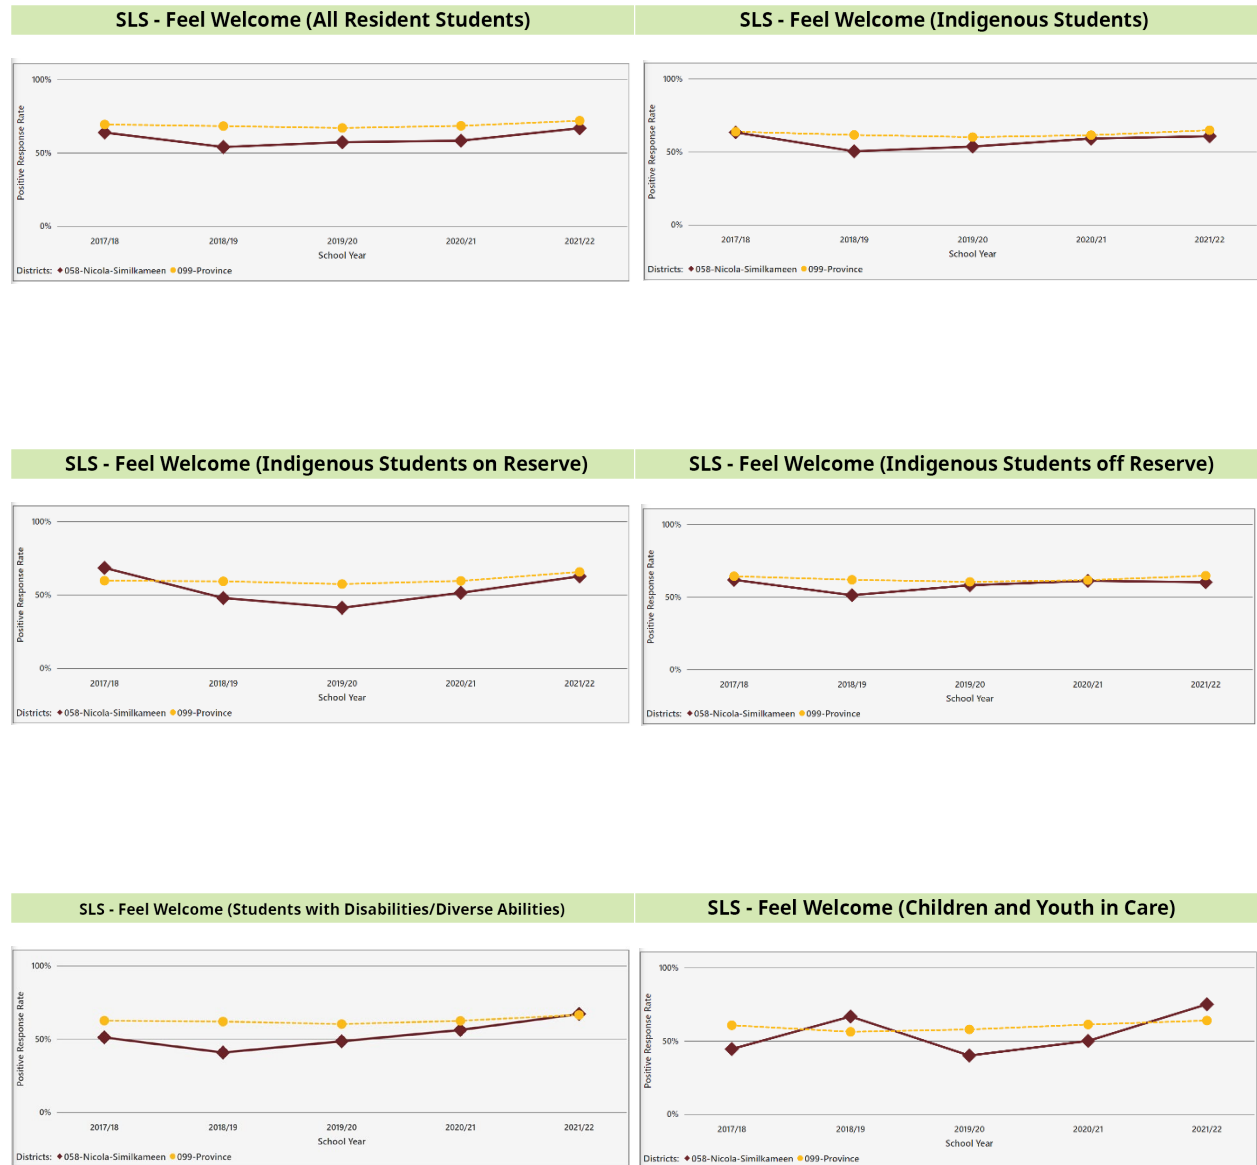 SLS - Feel Welcome (All Resident Students)
SLS - Feel Welcome (Indigenous Students)
100%
50%
0%
Positive Response Rate
2017/18 2018/19 2019/20 2020/21 2021/22
School Year
Districts: 058-Nicola-Similkameen 099-Province
100%
50%
0%
Positive Response Rate
2017/18 2018/19 2019/20 2020/21 2021/22
School Year
Districts: 058-Nicola-Similkameen 099-Province
SLS - Feel Welcome (Indigenous Students on Reserve)
SLS - Feel Welcome (Indigenous Students off Reserve)
100%
50%
0%
Positive Response Rate
2017/18 2018/19 2019/20 2020/21 2021/22
School Year
Districts: 058-Nicola-Similkameen 099-Province
100%
50%
0%
Positive Response Rate
2017/18 2018/19 2019/20 2020/21 2021/22
School Year
Districts: 058-Nicola-Similkameen 099-Province
SLS - Feel Welcome (Students with Disabilities/Diverse Abilities)
SLS - Feel Welcome (Children and Youth in Care)
100%
50%
0%
Positive Response Rate
2017/18 2018/19 2019/20 2020/21 2021/22
School Year
Districts: 058-Nicola-Similkameen 099-Province
100%
50%
0%
Positive Response Rate
2017/18 2018/19 2019/20 2020/21 2021/22
School Year
Districts: 058-Nicola-Similkameen 099-Province